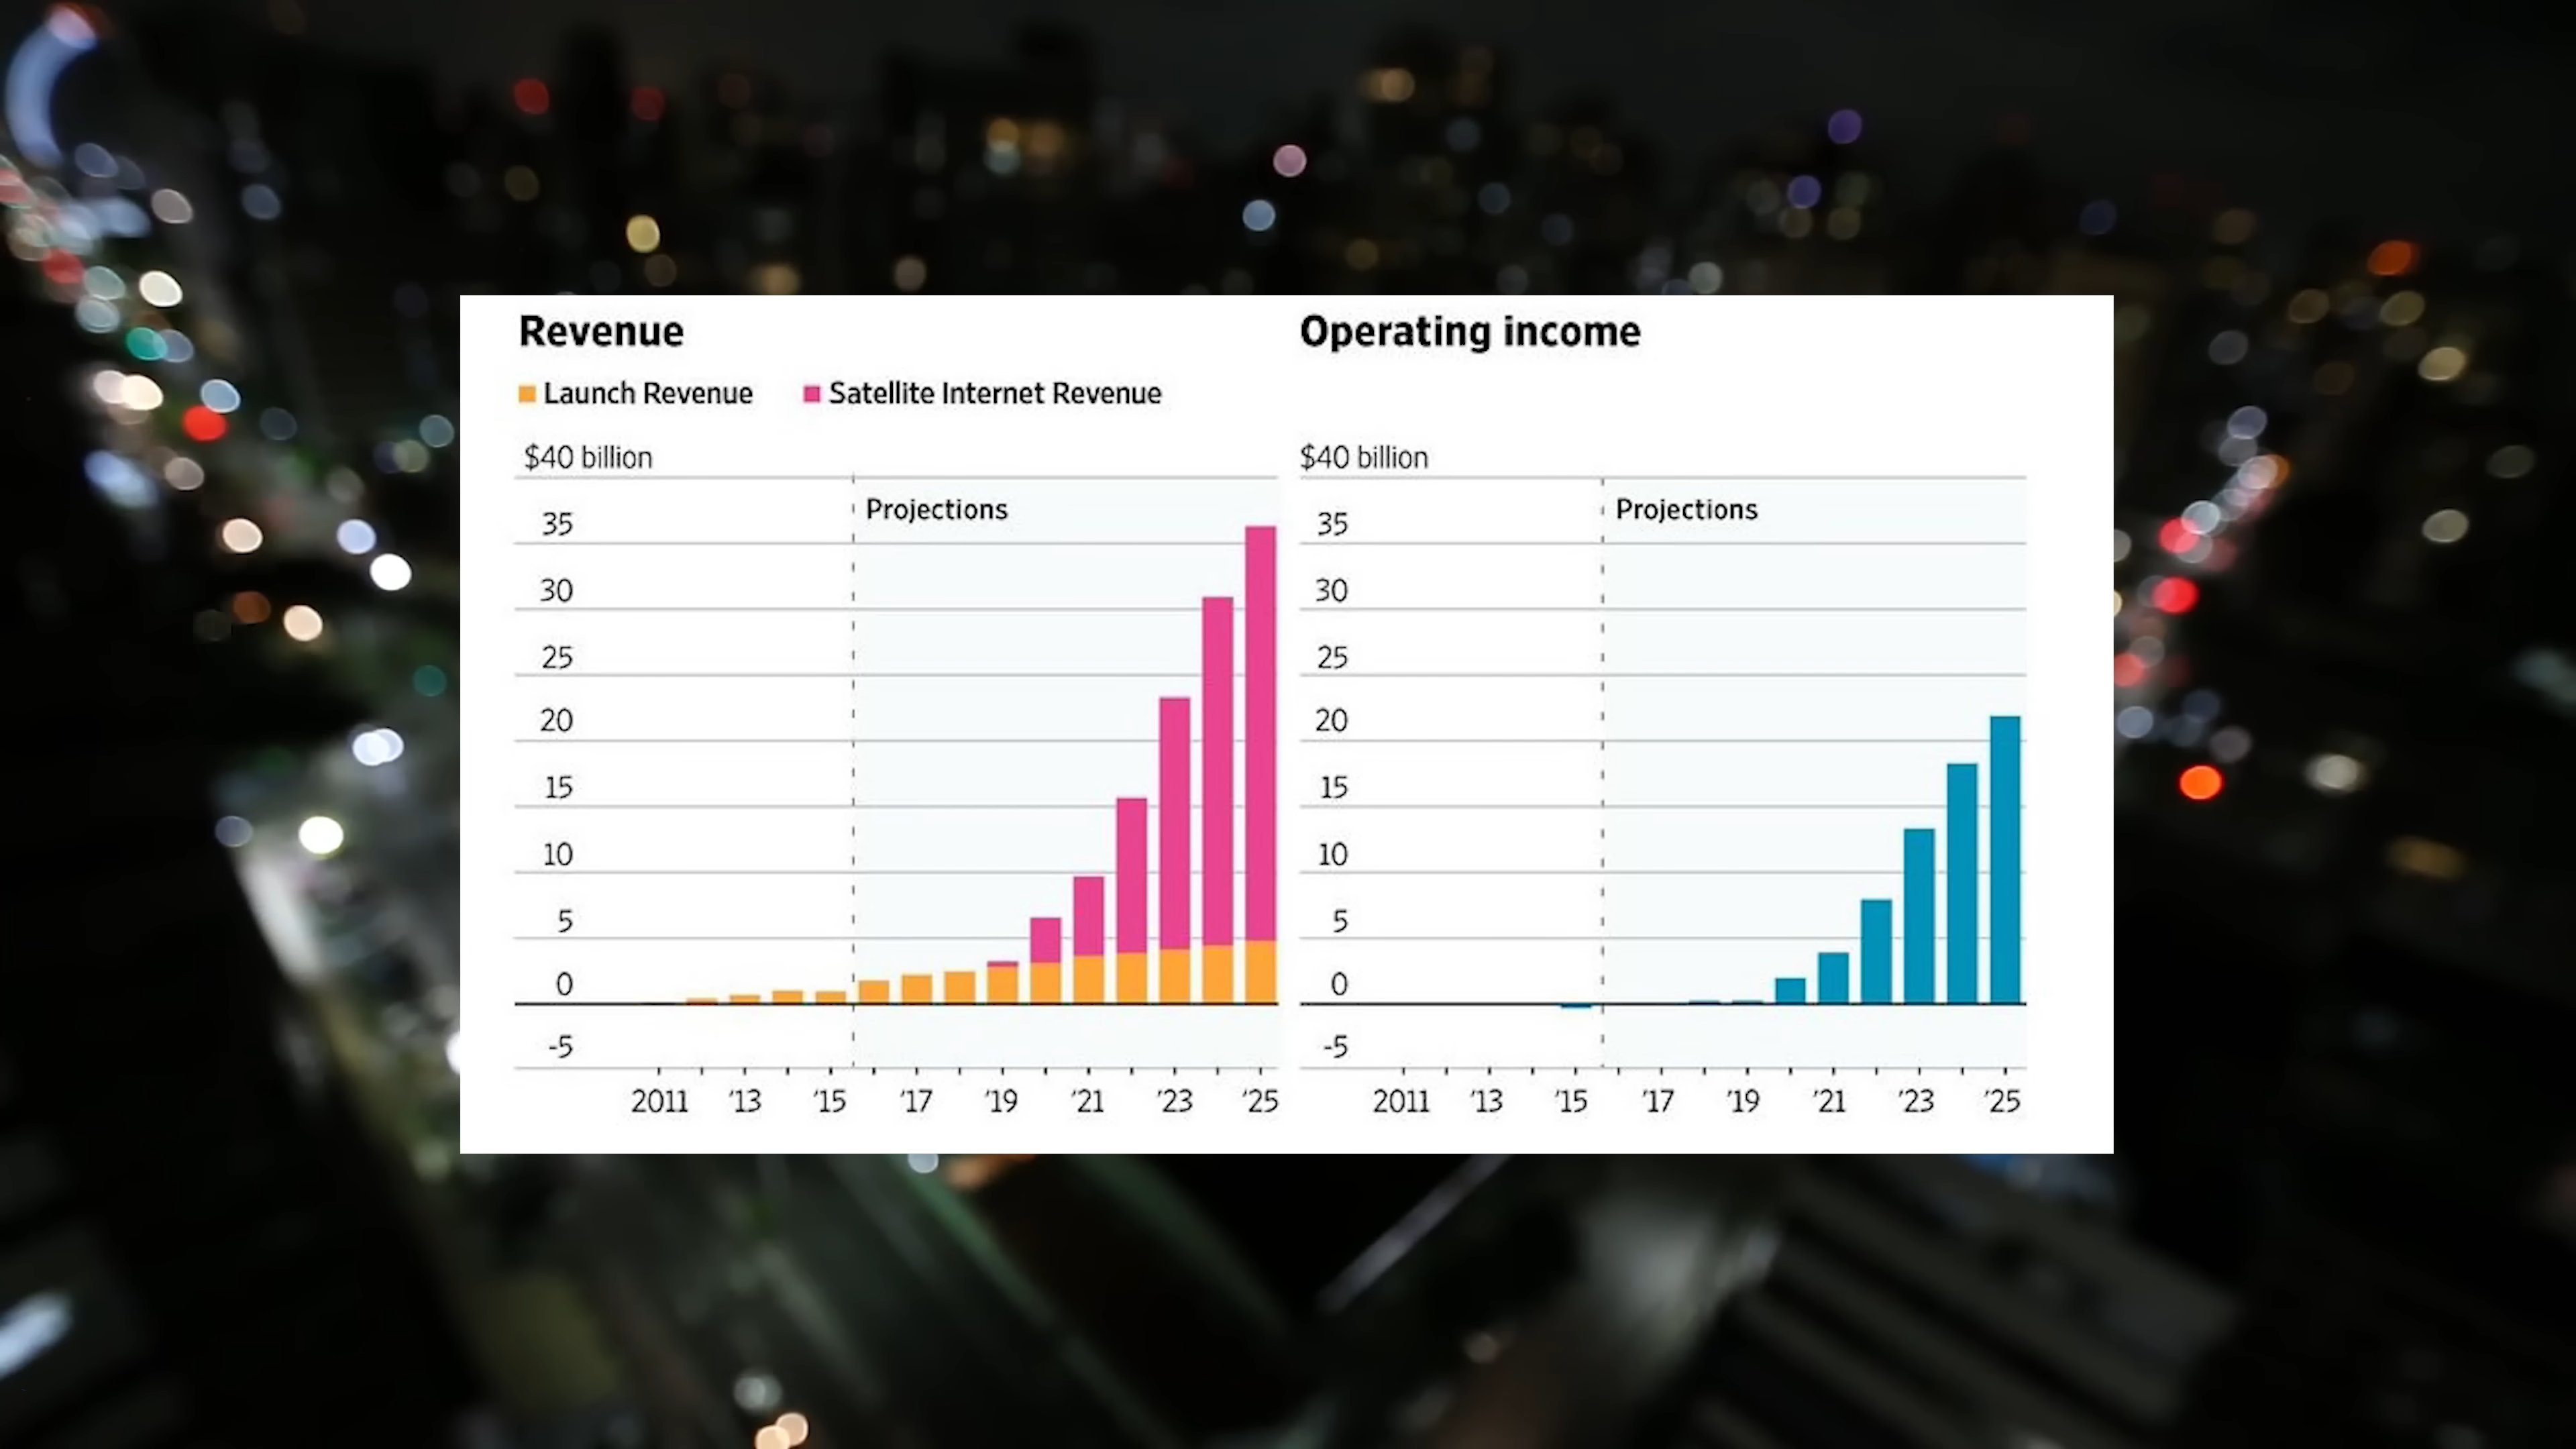 Revenue
Launch Revenue Satellite Internet Revenue
$40 billion
Projections
35
30
25
20
15
10
5
0
-5
2011 '13 '15 '17 '19 '21 '23 '25
Operating income
$40 billion
Projections
35
30
25
20
15
10
5
0
-5
2011 '13 '15 '17 '19 '21 '23 '25